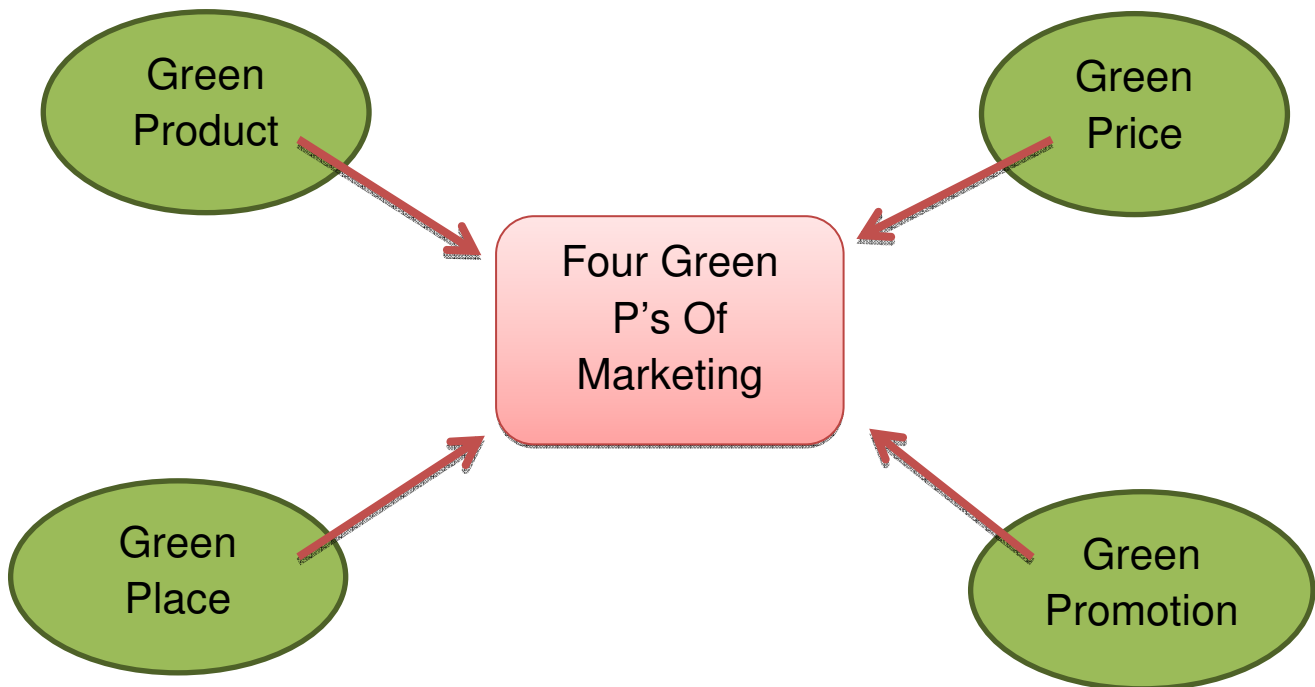 Green
Product
Green
Price
Four Green
P’s Of
Marketing
Green
Place
Green
Promotion